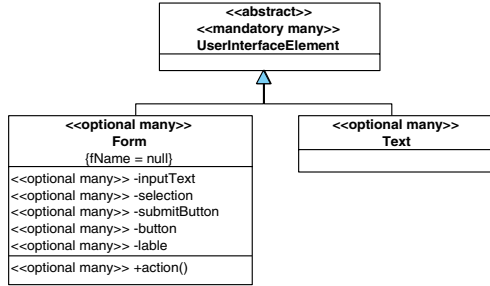 <<abstract>>
<<mandatory many>>
UserInterfaceElement
<<optional many>>
Form
{fName = null}
<<optional many>> -inputText
<<optional many>> -selection
<<optional many>> -submitButton
<<optional many>> -button
<<optional many>> -lable
<<optional many>> +action()
<<optional many>>
Text